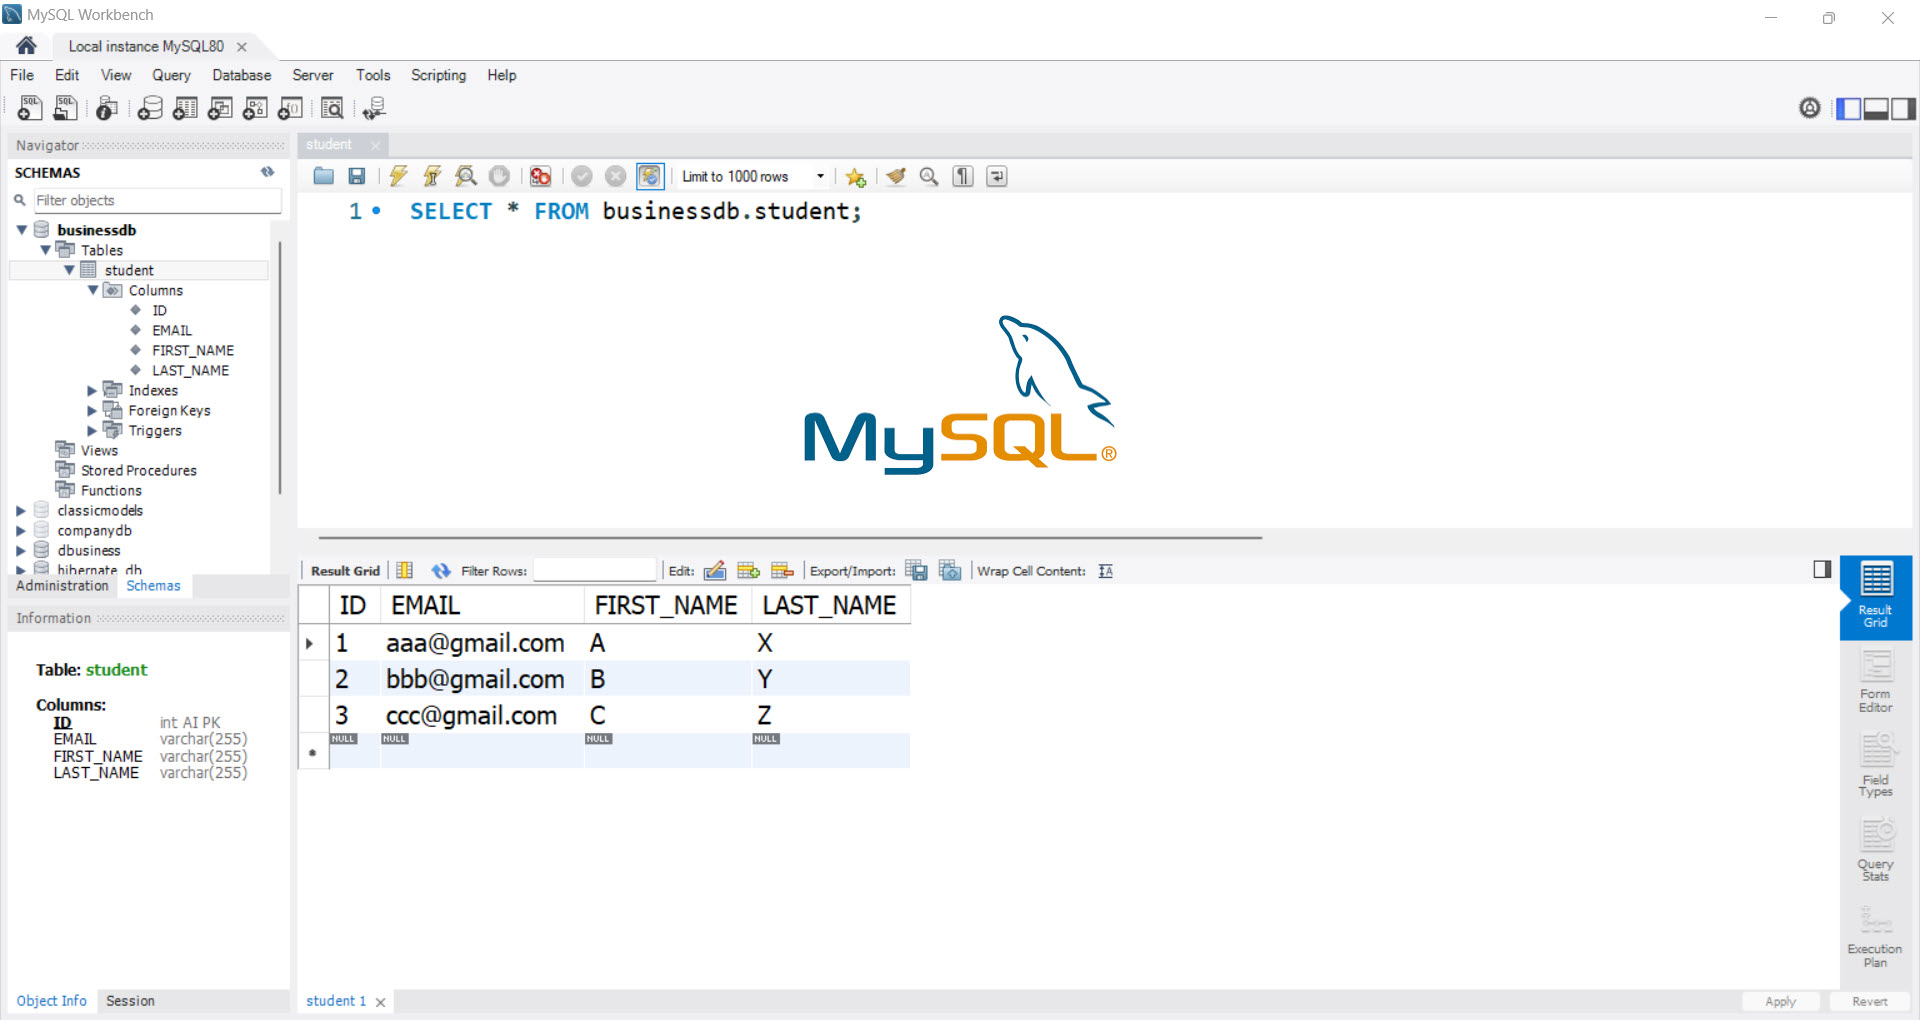 MySQL Workbench
Local instance MySQL80
File Edit View Query Database Server Tools Scripting Help
Navigator
SCHEMAS
Filter objects
businessdb
Tables
student
Columns
ID
EMAIL
FIRST_NAME
LAST_NAME
Indexes
Foreign Keys
Triggers
Views
Stored Procedures
Functions
classicmodels
companydb
dbusiness
hibernate_db
Administration Schemas
Information
Table: student
Columns:
ID int AI PK
EMAIL varchar(255)
FIRST_NAME varchar(255)
LAST_NAME varchar(255)
Object Info Session
student
Limit to 1000 rows
1 SELECT * FROM businessdb.student;
MySQL®
Result Grid Filter Rows: Edit: Export/Import: Wrap Cell Content:
ID EMAIL FIRST_NAME LAST_NAME
1 aaa@gmail.com A X
2 bbb@gmail.com B Y
3 ccc@gmail.com C Z
NULL NULL NULL NULL
Result
Grid
Form
Editor
Field
Types
Query
Stats
Execution
Plan
student 1
Apply Revert